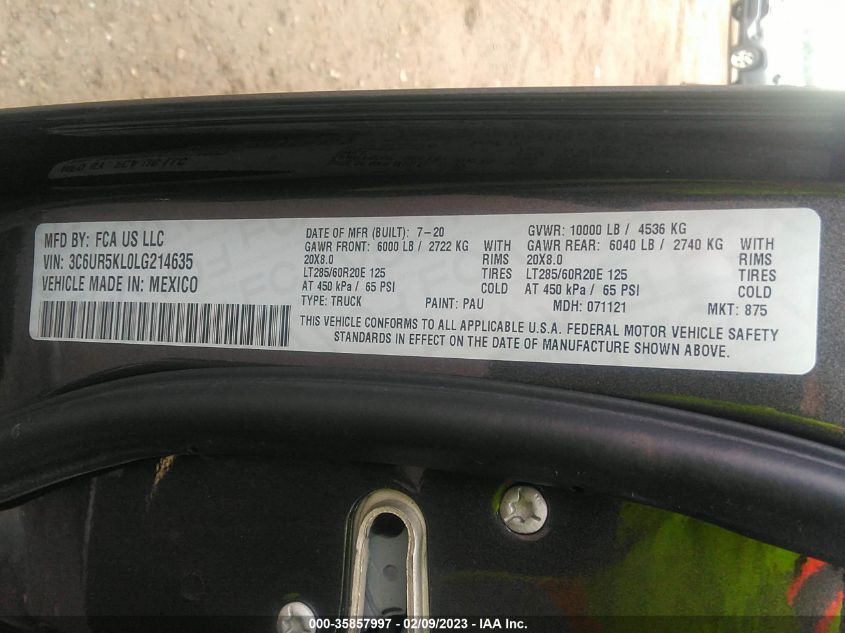 MFD BY: FCA US LLC
VIN: 3C6UR5KL0LG214635
VEHICLE MADE IN: MEXICO
DATE OF MFR (BUILT): 7-20
GAWR FRONT: 6000 LB / 2722 KG WITH
20X8.0 RIMS
LT285/60R20E 125 TIRES
AT 450 kPa / 65 PSI COLD
TYPE: TRUCK PAINT: PAU
GVWR: 10000 LB / 4536 KG
GAWR REAR: 6040 LB / 2740 KG WITH
20X8.0 RIMS
LT285/60R20E 125 TIRES
AT 450 kPa / 65 PSI COLD
MDH: 071121 MKT: 875
THIS VEHICLE CONFORMS TO ALL APPLICABLE U.S.A. FEDERAL MOTOR VEHICLE SAFETY
STANDARDS IN EFFECT ON THE DATE OF MANUFACTURE SHOWN ABOVE.
000-35857997 - 02/09/2023 - © IAA Inc.